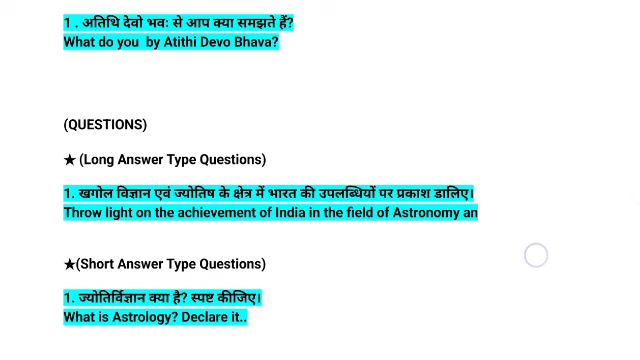 1 . अतिथि देवो भवः से आप क्या समझते हैं?
What do you  by Atithi Devo Bhava?
(QUESTIONS)
★ (Long Answer Type Questions)
1. खगोल विज्ञान एवं ज्योतिष के क्षेत्र में भारत की उपलब्धियों पर प्रकाश डालिए।
Throw light on the achievement of India in the field of Astronomy an
★(Short Answer Type Questions)
1. ज्योतिर्विज्ञान क्या है? स्पष्ट कीजिए।
What is Astrology? Declare it..